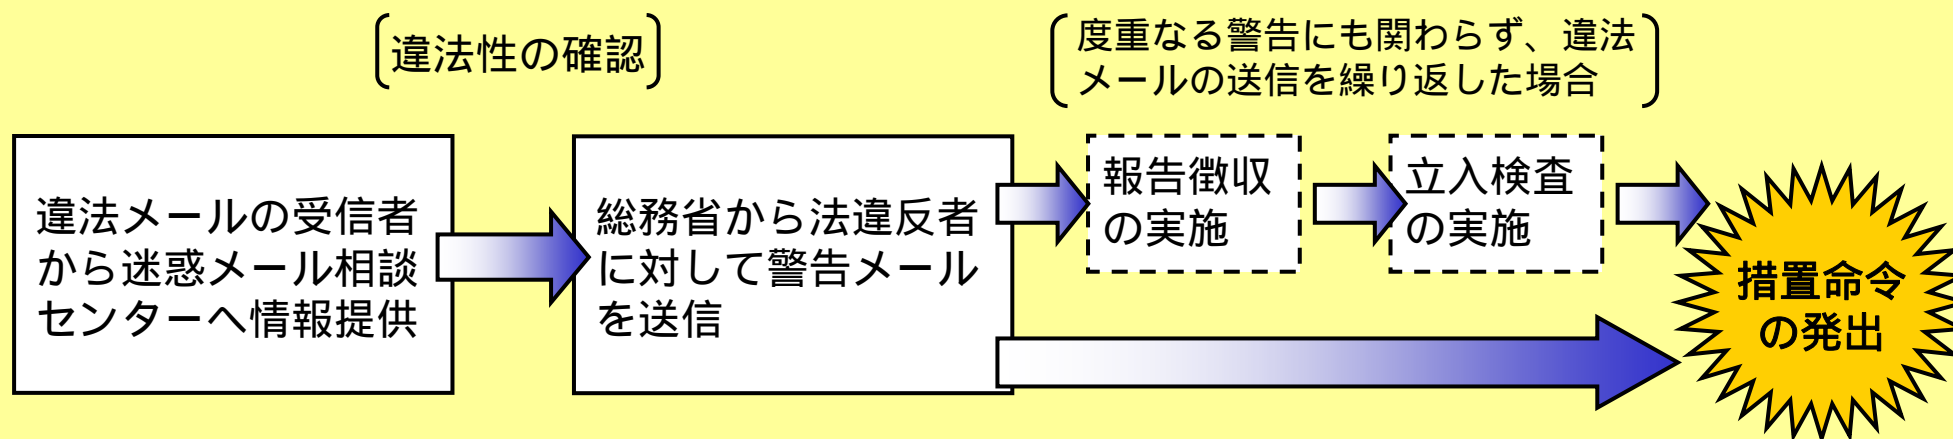 違法性の確認
度重なる警告にも関わらず、違法
メールの送信を繰り返した場合
違法メールの受信者
から迷惑メール相談
センターへ情報提供
総務省から法違反者
に対して警告メール
を送信
報告徴収
の実施
立入検査
の実施
措置命令
の発出